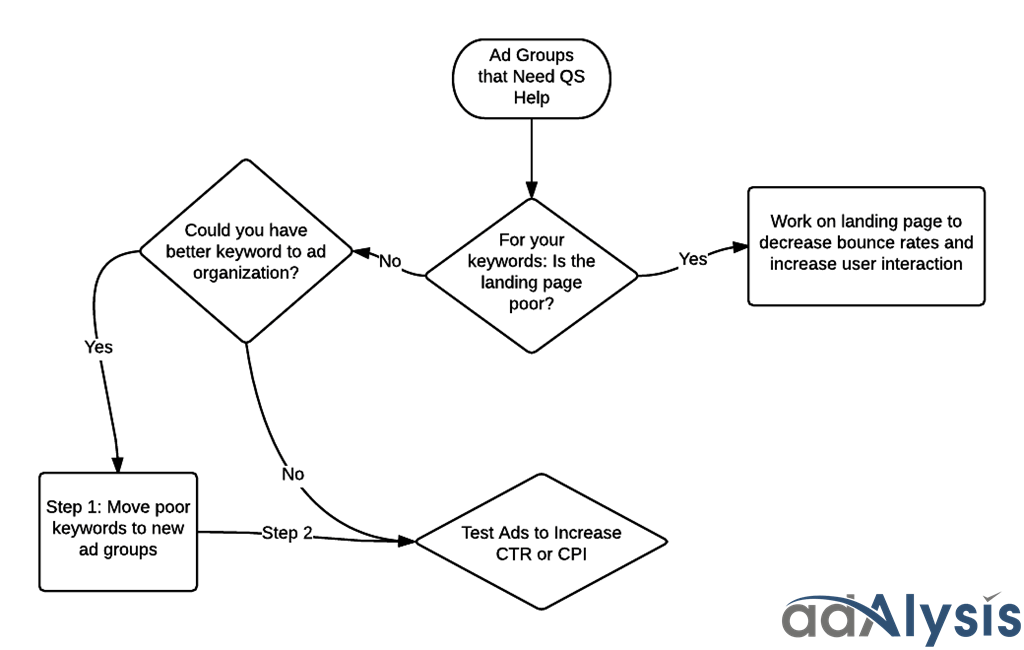 Ad Groups
that Need QS
Help
For your
keywords: Is the
landing page
poor?
Yes
Work on landing page to
decrease bounce rates and
increase user interaction
No
Could you have
better keyword to ad
organization?
Yes
Step 1: Move poor
keywords to new
ad groups
No
Step 2
Test Ads to Increase
CTR or CPI
adAlysis